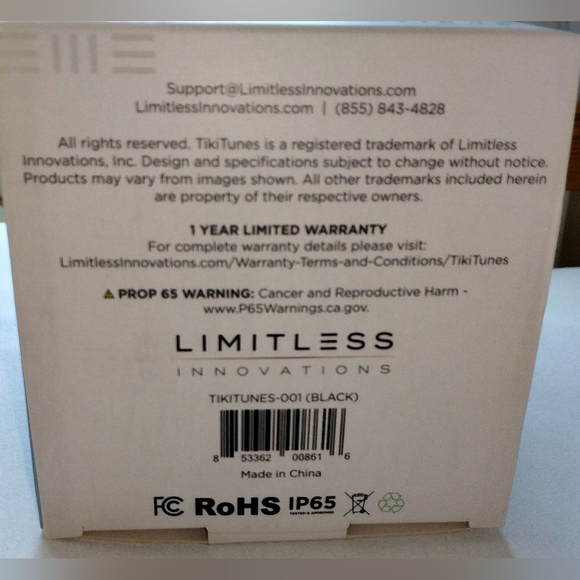 Support@LimitlessInnovations.com
LimitlessInnovations.com | (855) 843-4828
All rights reserved. TikiTunes is a registered trademark of Limitless
Innovations, Inc. Design and specifications subject to change without notice.
Products may vary from images shown. All other trademarks included herein
are property of their respective owners.
1 YEAR LIMITED WARRANTY
For complete warranty details please visit:
LimitlessInnovations.com/Warranty-Terms-and-Conditions/TikiTunes
PROP 65 WARNING: Cancer and Reproductive Harm -
www.P65Warnings.ca.gov.
LIMITLESS
INNOVATIONS
TIKITUNES-001 (BLACK)
8 53362 00861 6
Made in China
FC RoHS IP65
TESTED & APPROVED